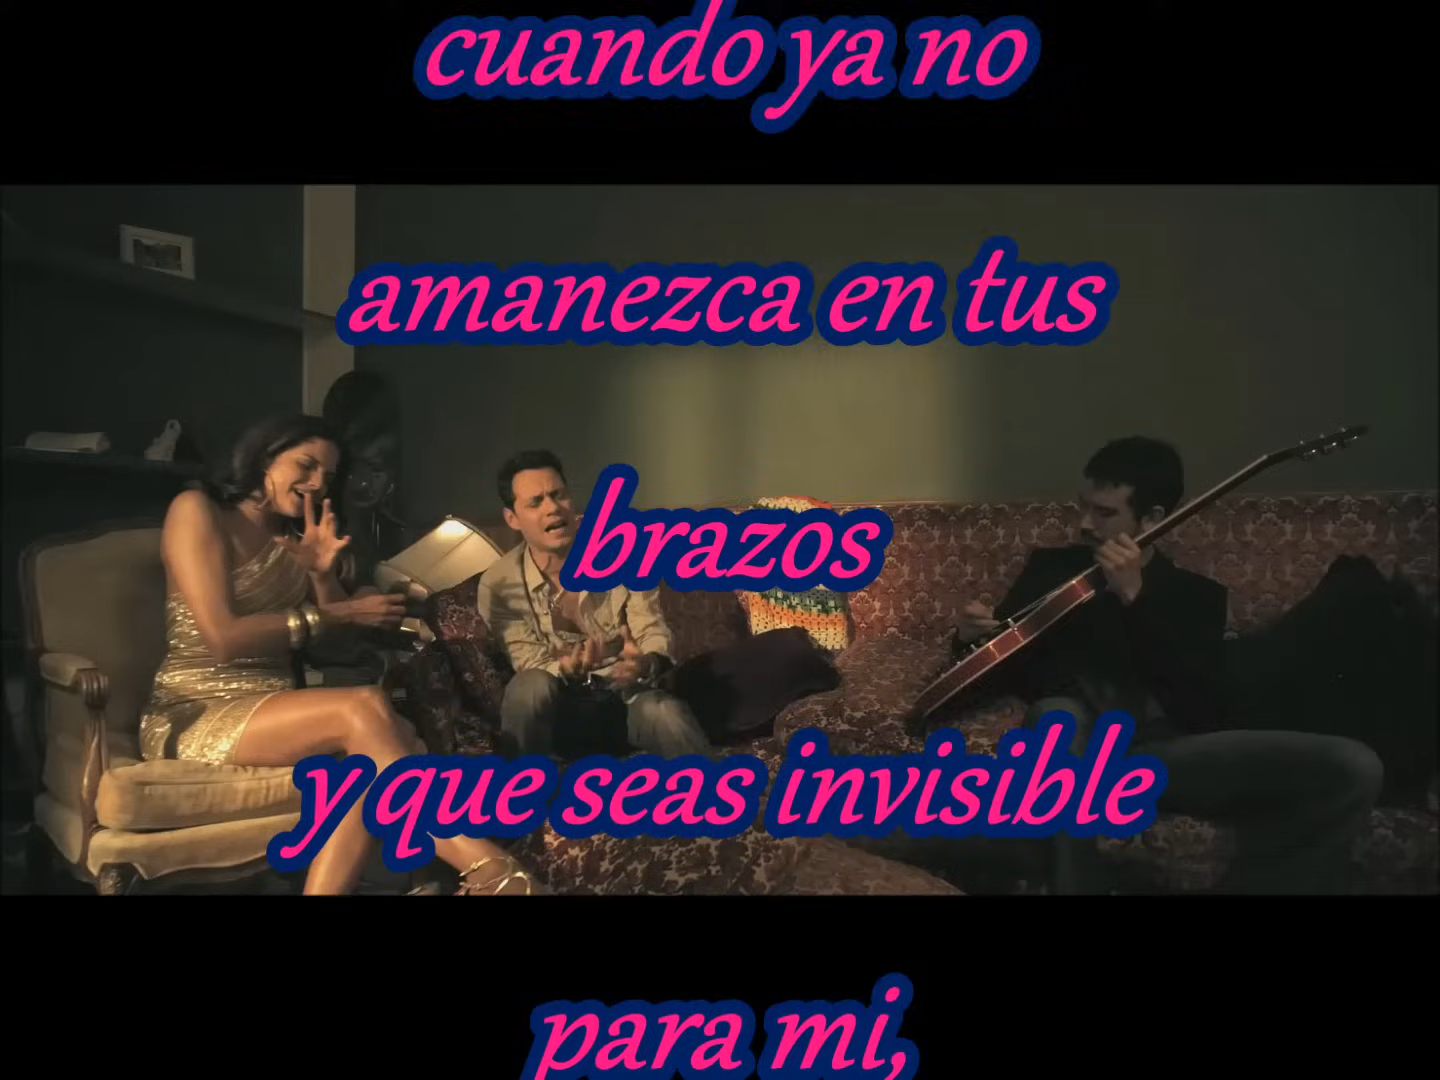 cuando ya no
amanezca en tus
brazos
y que seas invisible
para mi,